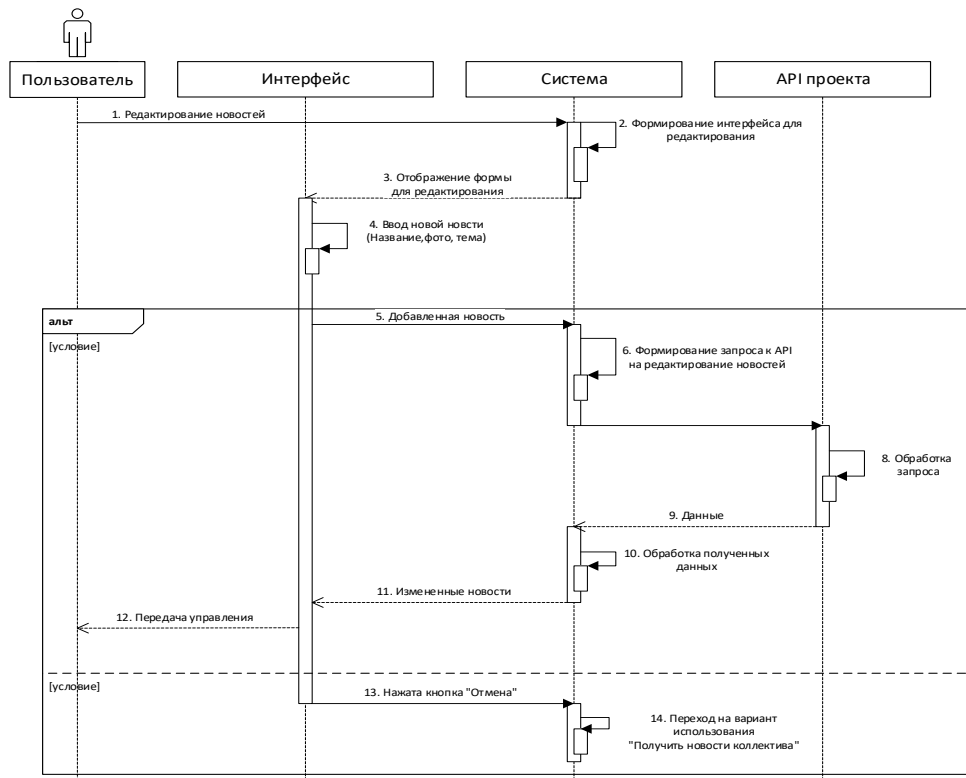 Пользователь
Интерфейс
Система
API проекта
1. Редактирование новостей
2. Формирование интерфейса для
редактирования
3. Отображение формы
для редактирования
4. Ввод новой новсти
(Название,фото, тема)
альт
[условие]
5. Добавленная новость
6. Формирование запроса к API
на редактирование новостей
8. Обработка
запроса
9. Данные
10. Обработка полученных
данных
11. Измененные новости
12. Передача управления
[условие]
13. Нажата кнопка "Отмена"
14. Переход на вариант
использования
"Получить новости коллектива"